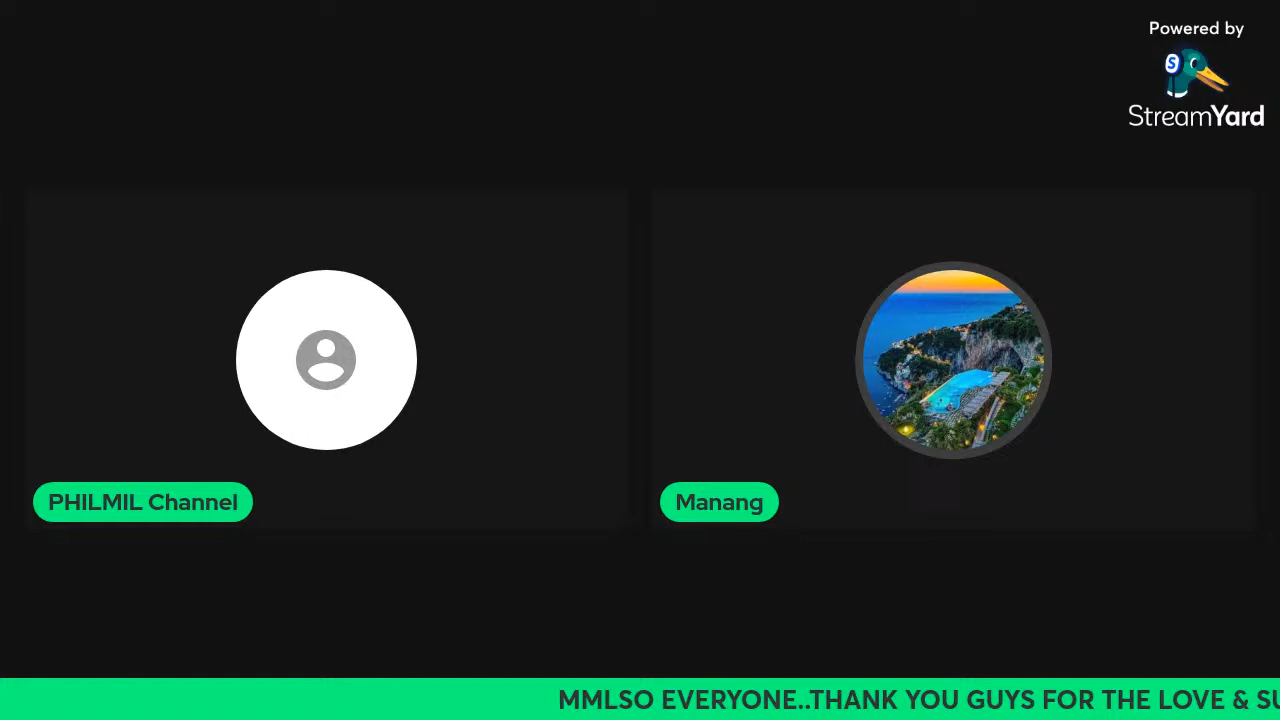 Powered by
S
StreamYard
PHILMIL Channel
Manang
MMLSO EVERYONE..THANK YOU GUYS FOR THE LOVE &